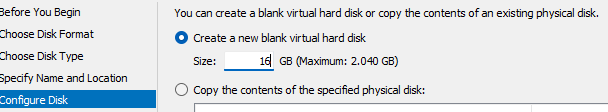 Before You Begin
You can create a blank virtual hard disk or copy the contents of an existing physical disk.
Choose Disk Format
Create a new blank virtual hard disk
Choose Disk Type
Size: 16 GB (Maximum: 2.040 GB)
Specify Name and Location
Copy the contents of the specified physical disk:
Configure Disk